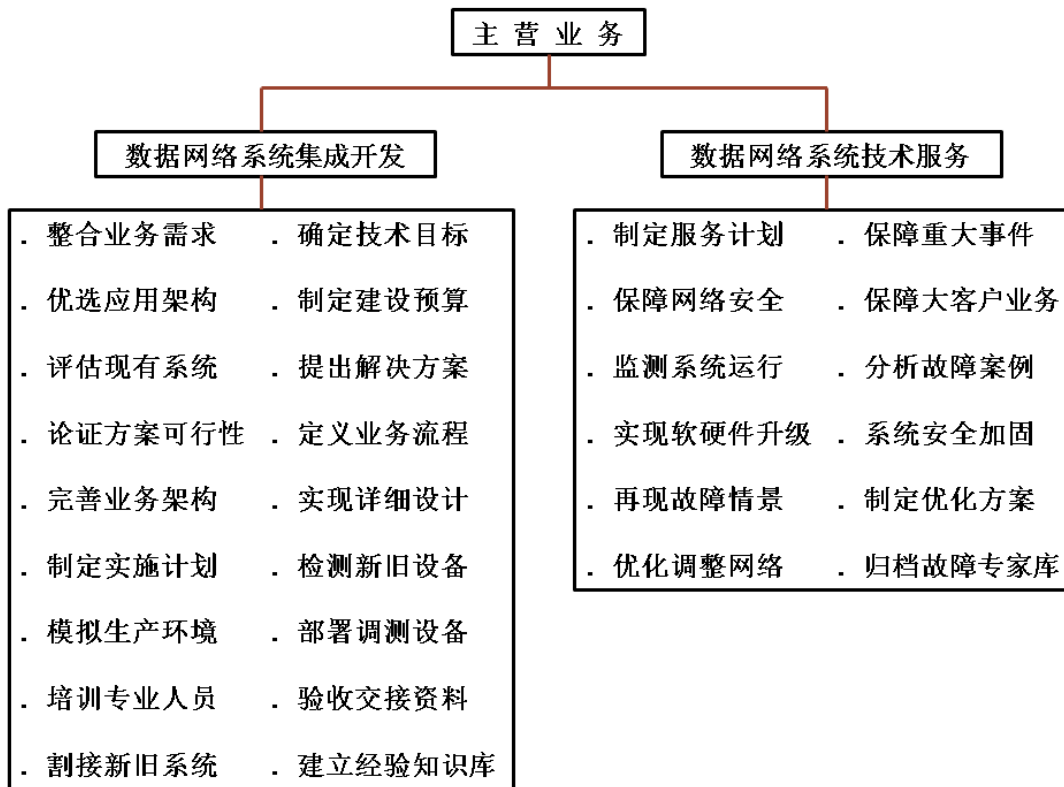 主 营 业 务
数据网络系统集成开发
. 整合业务需求 . 确定技术目标
. 优选应用架构 . 制定建设预算
. 评估现有系统 . 提出解决方案
. 论证方案可行性 . 定义业务流程
. 完善业务架构 . 实现详细设计
. 制定实施计划 . 检测新旧设备
. 模拟生产环境 . 部署调测设备
. 培训专业人员 . 验收交接资料
. 割接新旧系统 . 建立经验知识库
数据网络系统技术服务
. 制定服务计划 . 保障重大事件
. 保障网络安全 . 保障大客户业务
. 监测系统运行 . 分析故障案例
. 实现软硬件升级 . 系统安全加固
. 再现故障情景 . 制定优化方案
. 优化调整网络 . 归档故障专家库